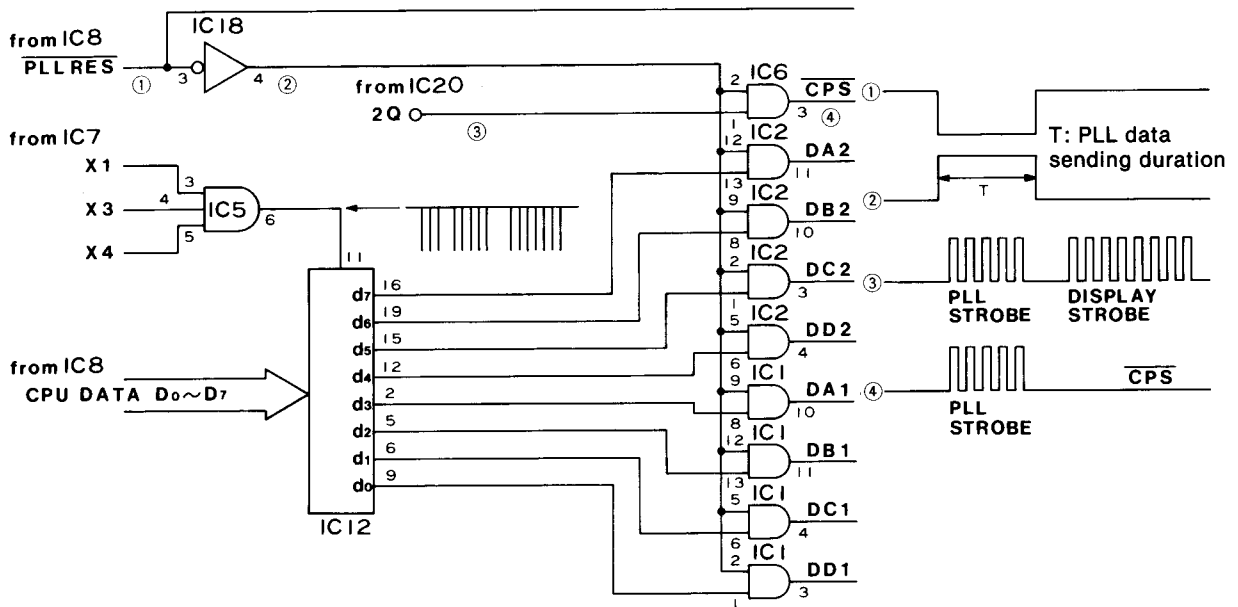 from IC8
P̅L̅L̅R̅E̅S̅
①
3
IC18
4
②
from IC20
2Q
③
from IC7
X1
X3
X4
3
4
5
IC5
6
11
from IC8
CPU DATA D₀~D₇
d₇ 16
d₆ 19
d₅ 15
d₄ 12
d₃ 2
d₂ 5
d₁ 6
d₀ 9
IC12
2 IC6
1 3
C̅P̅S̅
④
IC2
12
13 11
DA2
IC2
9
8 10
DB2
IC2
2
1 3
DC2
IC2
5
6 4
DD2
IC1
9
8 10
DA1
IC1
12
13 11
DB1
IC1
5
6 4
DC1
IC1
2
1 3
DD1
①
T: PLL data
sending duration
②
T
③
PLL
STROBE
DISPLAY
STROBE
④
PLL
STROBE
C̅P̅S̅